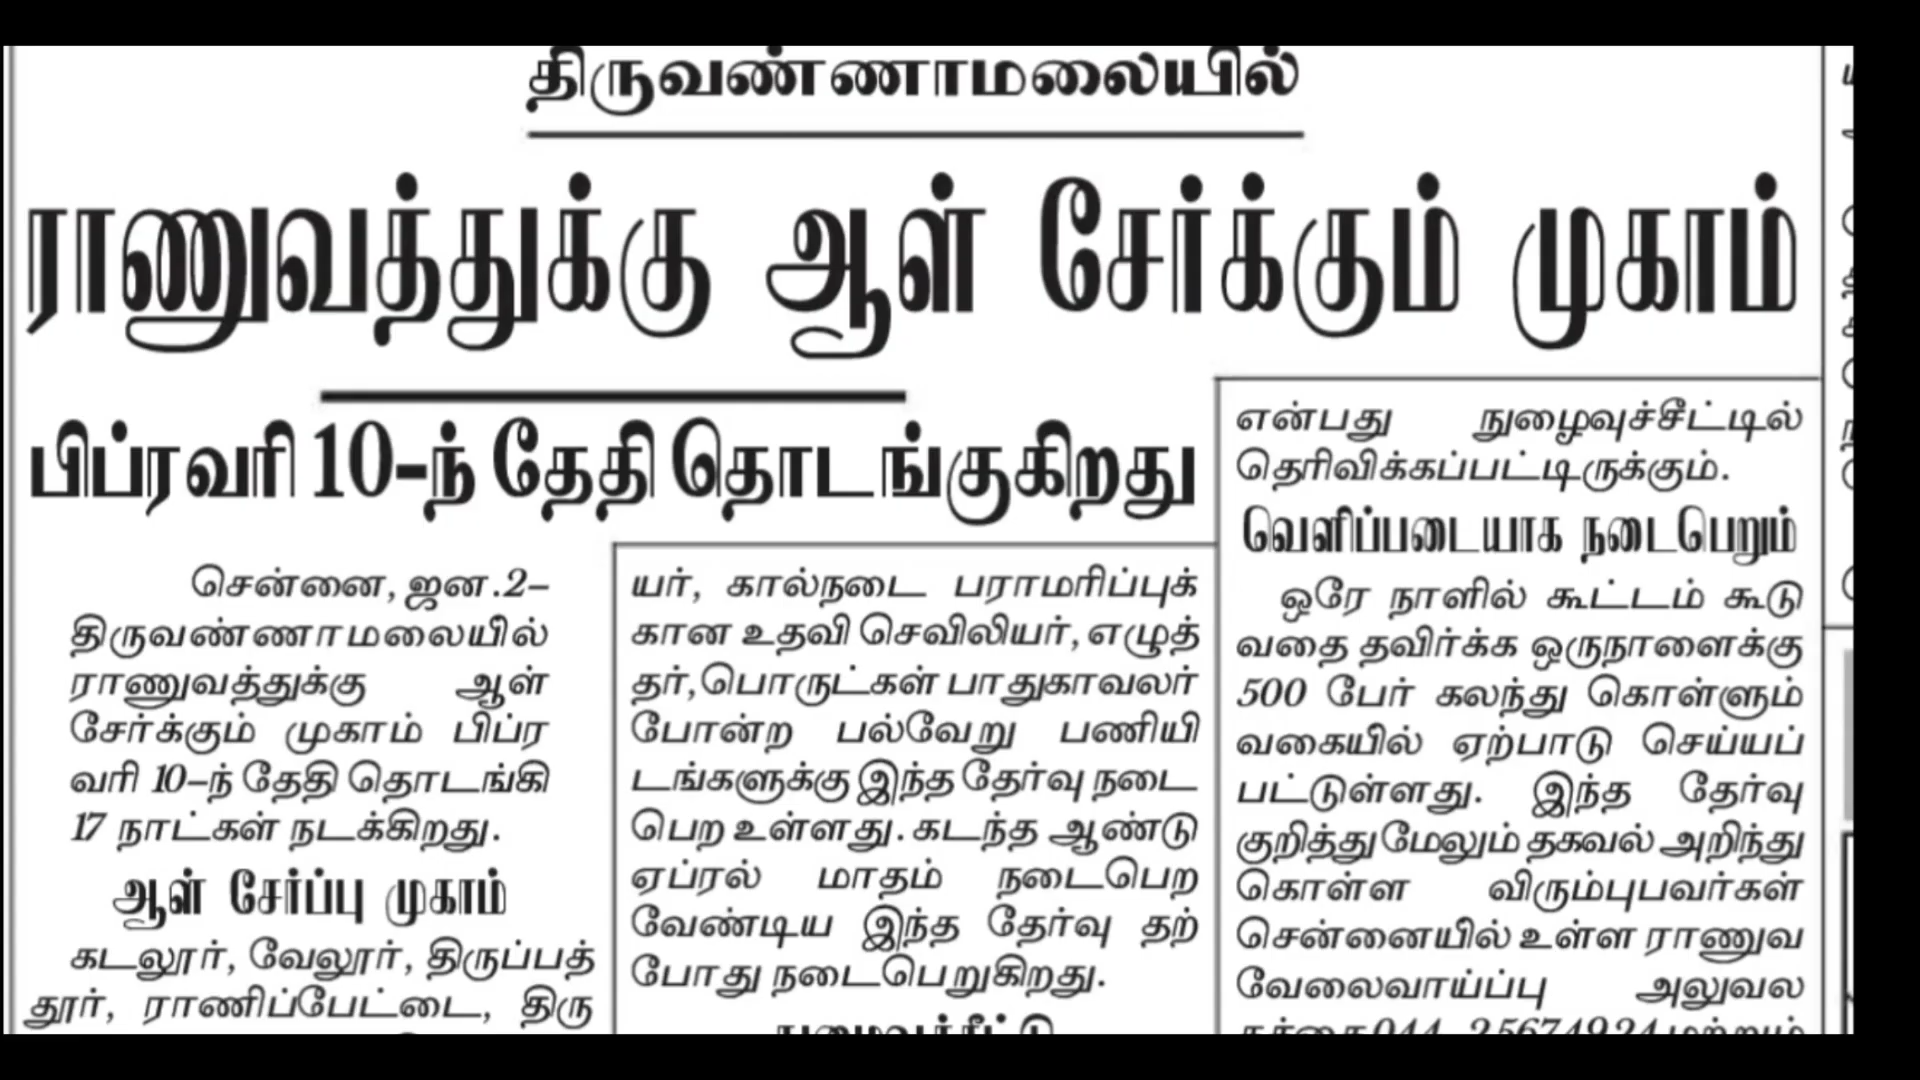 திருவண்ணாமலையில்
ராணுவத்துக்கு ஆள் சேர்க்கும் முகாம்
பிப்ரவரி 10-ந் தேதி தொடங்குகிறது
சென்னை, ஜன.2-
திருவண்ணாமலையில்
ராணுவத்துக்கு ஆள்
சேர்க்கும் முகாம் பிப்ர
வரி 10-ந் தேதி தொடங்கி
17 நாட்கள் நடக்கிறது.
ஆள் சேர்ப்பு முகாம்
கடலூர், வேலூர், திருப்பத்
தூர், ராணிப்பேட்டை, திரு
யர், கால்நடை பராமரிப்புக்
கான உதவி செவிலியர், எழுத்
தர், பொருட்கள் பாதுகாவலர்
போன்ற பல்வேறு பணியி
டங்களுக்கு இந்த தேர்வு நடை
பெற உள்ளது. கடந்த ஆண்டு
ஏப்ரல் மாதம் நடைபெற
வேண்டிய இந்த தேர்வு தற்
போது நடைபெறுகிறது.
என்பது நுழைவுச்சீட்டில்
தெரிவிக்கப்பட்டிருக்கும்.
வெளிப்படையாக நடைபெறும்
ஒரே நாளில் கூட்டம் கூடு
வதை தவிர்க்க ஒருநாளைக்கு
500 பேர் கலந்து கொள்ளும்
வகையில் ஏற்பாடு செய்யப்
பட்டுள்ளது. இந்த தேர்வு
குறித்து மேலும் தகவல் அறிந்து
கொள்ள விரும்புபவர்கள்
சென்னையில் உள்ள ராணுவ
வேலைவாய்ப்பு அலுவல